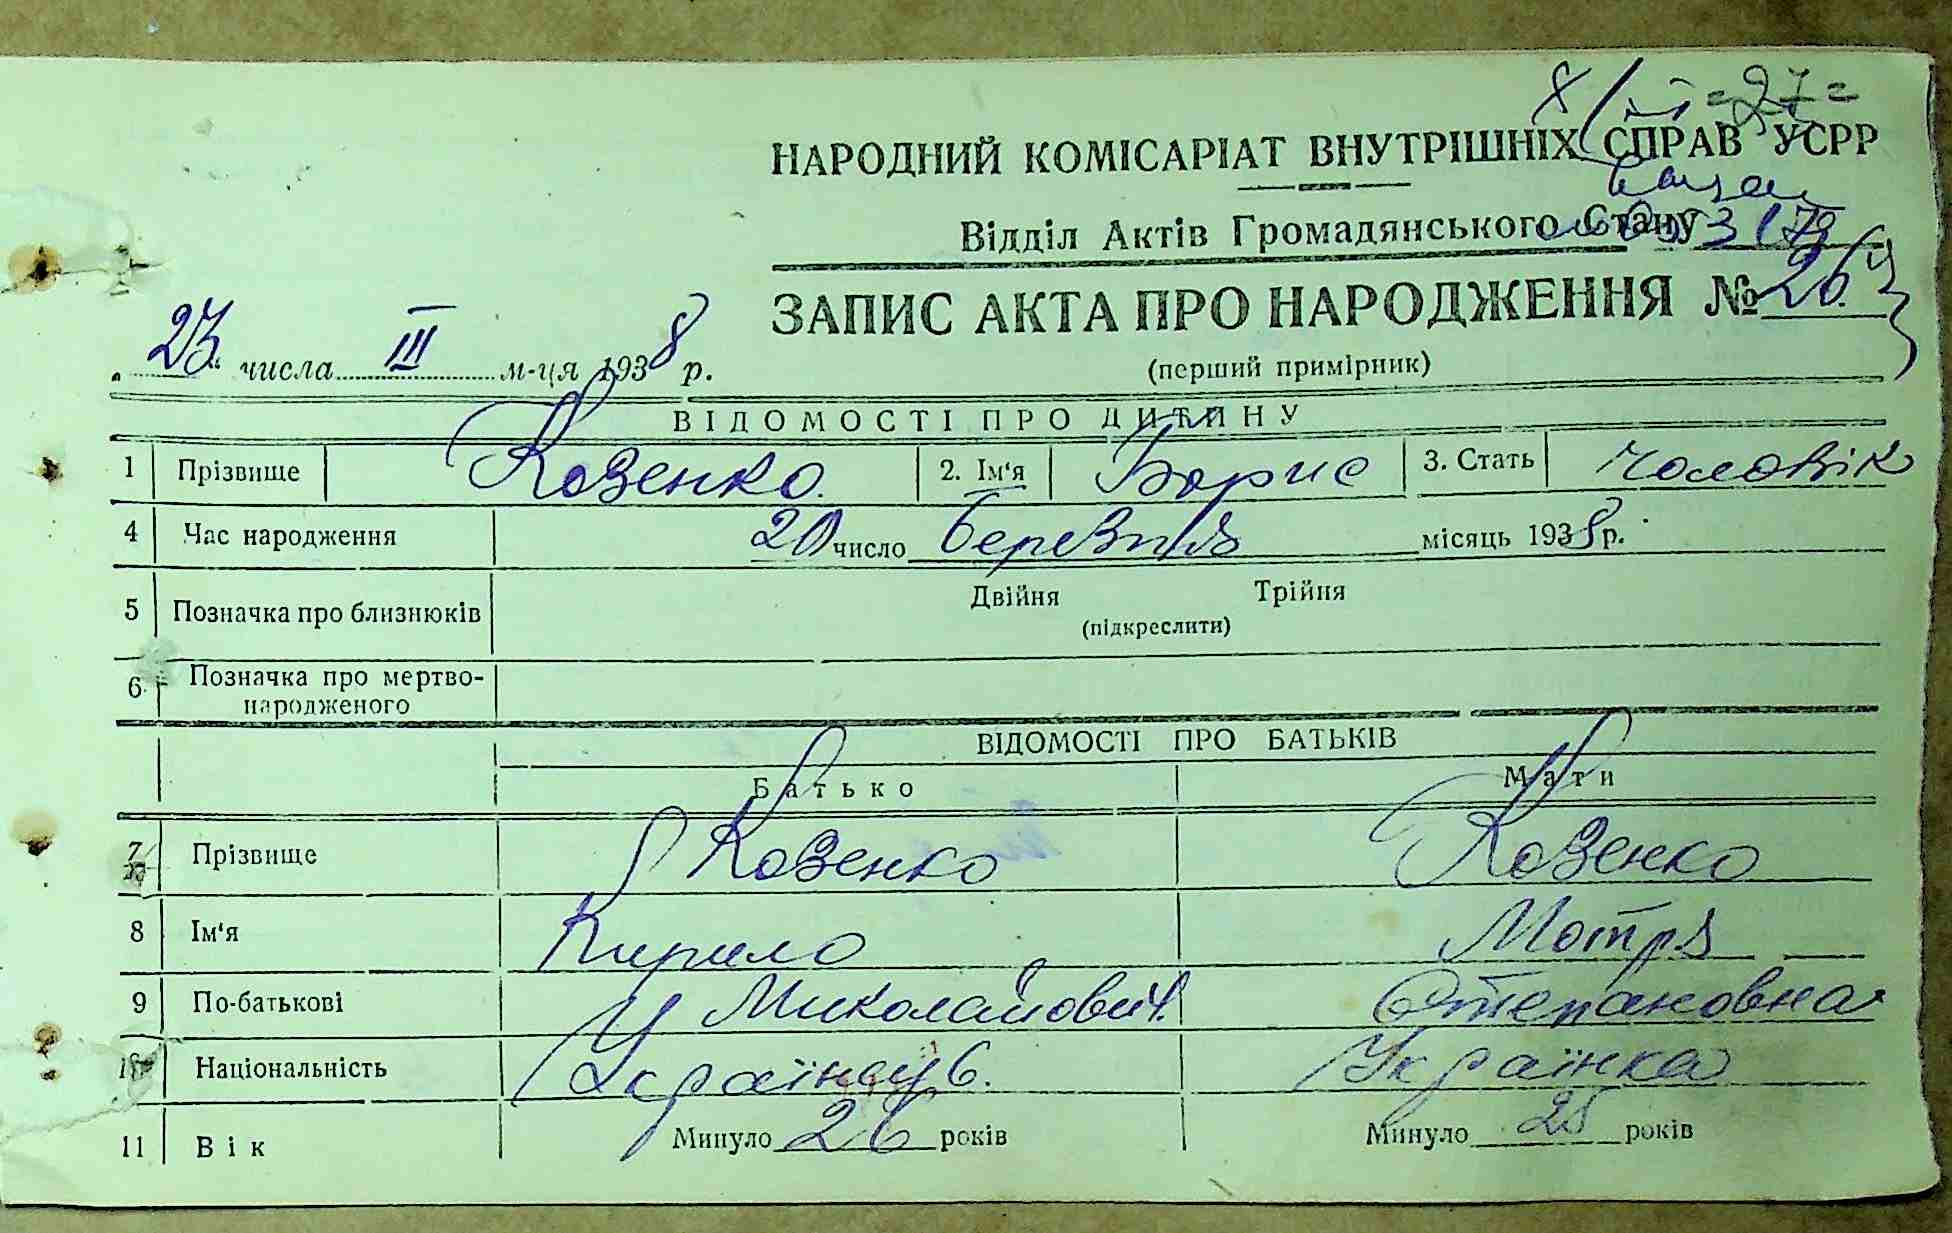 = 27 =
НАРОДНИЙ КОМІСАРІАТ ВНУТРІШНІХ СПРАВ УСРР
Відділ Актів Громадянського Стану
ЗАПИС АКТА ПРО НАРОДЖЕННЯ №
„ 23 “ числа III м-ця 1938 р.
(перший примірник)
ВІДОМОСТІ ПРО ДИТИНУ
1 Прізвище Козенко 2. Ім'я Борис 3. Стать чоловік
4 Час народження 20 число березня місяць 1938 р.
5 Позначка про близнюків Двійня Трійня
(підкреслити)
6 Позначка про мертво-
народженого
ВІДОМОСТІ ПРО БАТЬКІВ
Батько Мати
7 Прізвище Козенко Козенко
8 Ім'я Кирило Мотря
9 По-батькові Миколайович Степановна
10 Національність Українець Українка
11 Вік Минуло 26 років Минуло 25 років